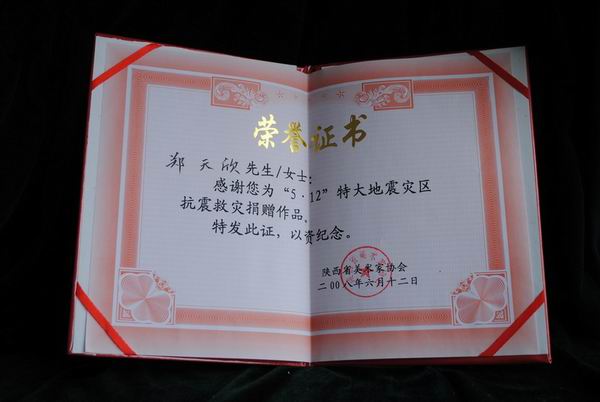 荣誉证书
郑天欣先生/女士:
感谢您为“5·12”特大地震灾区
抗震救灾捐赠作品、
特发此证，以资纪念。
陕西省美术家协会
二00八年六月十二日